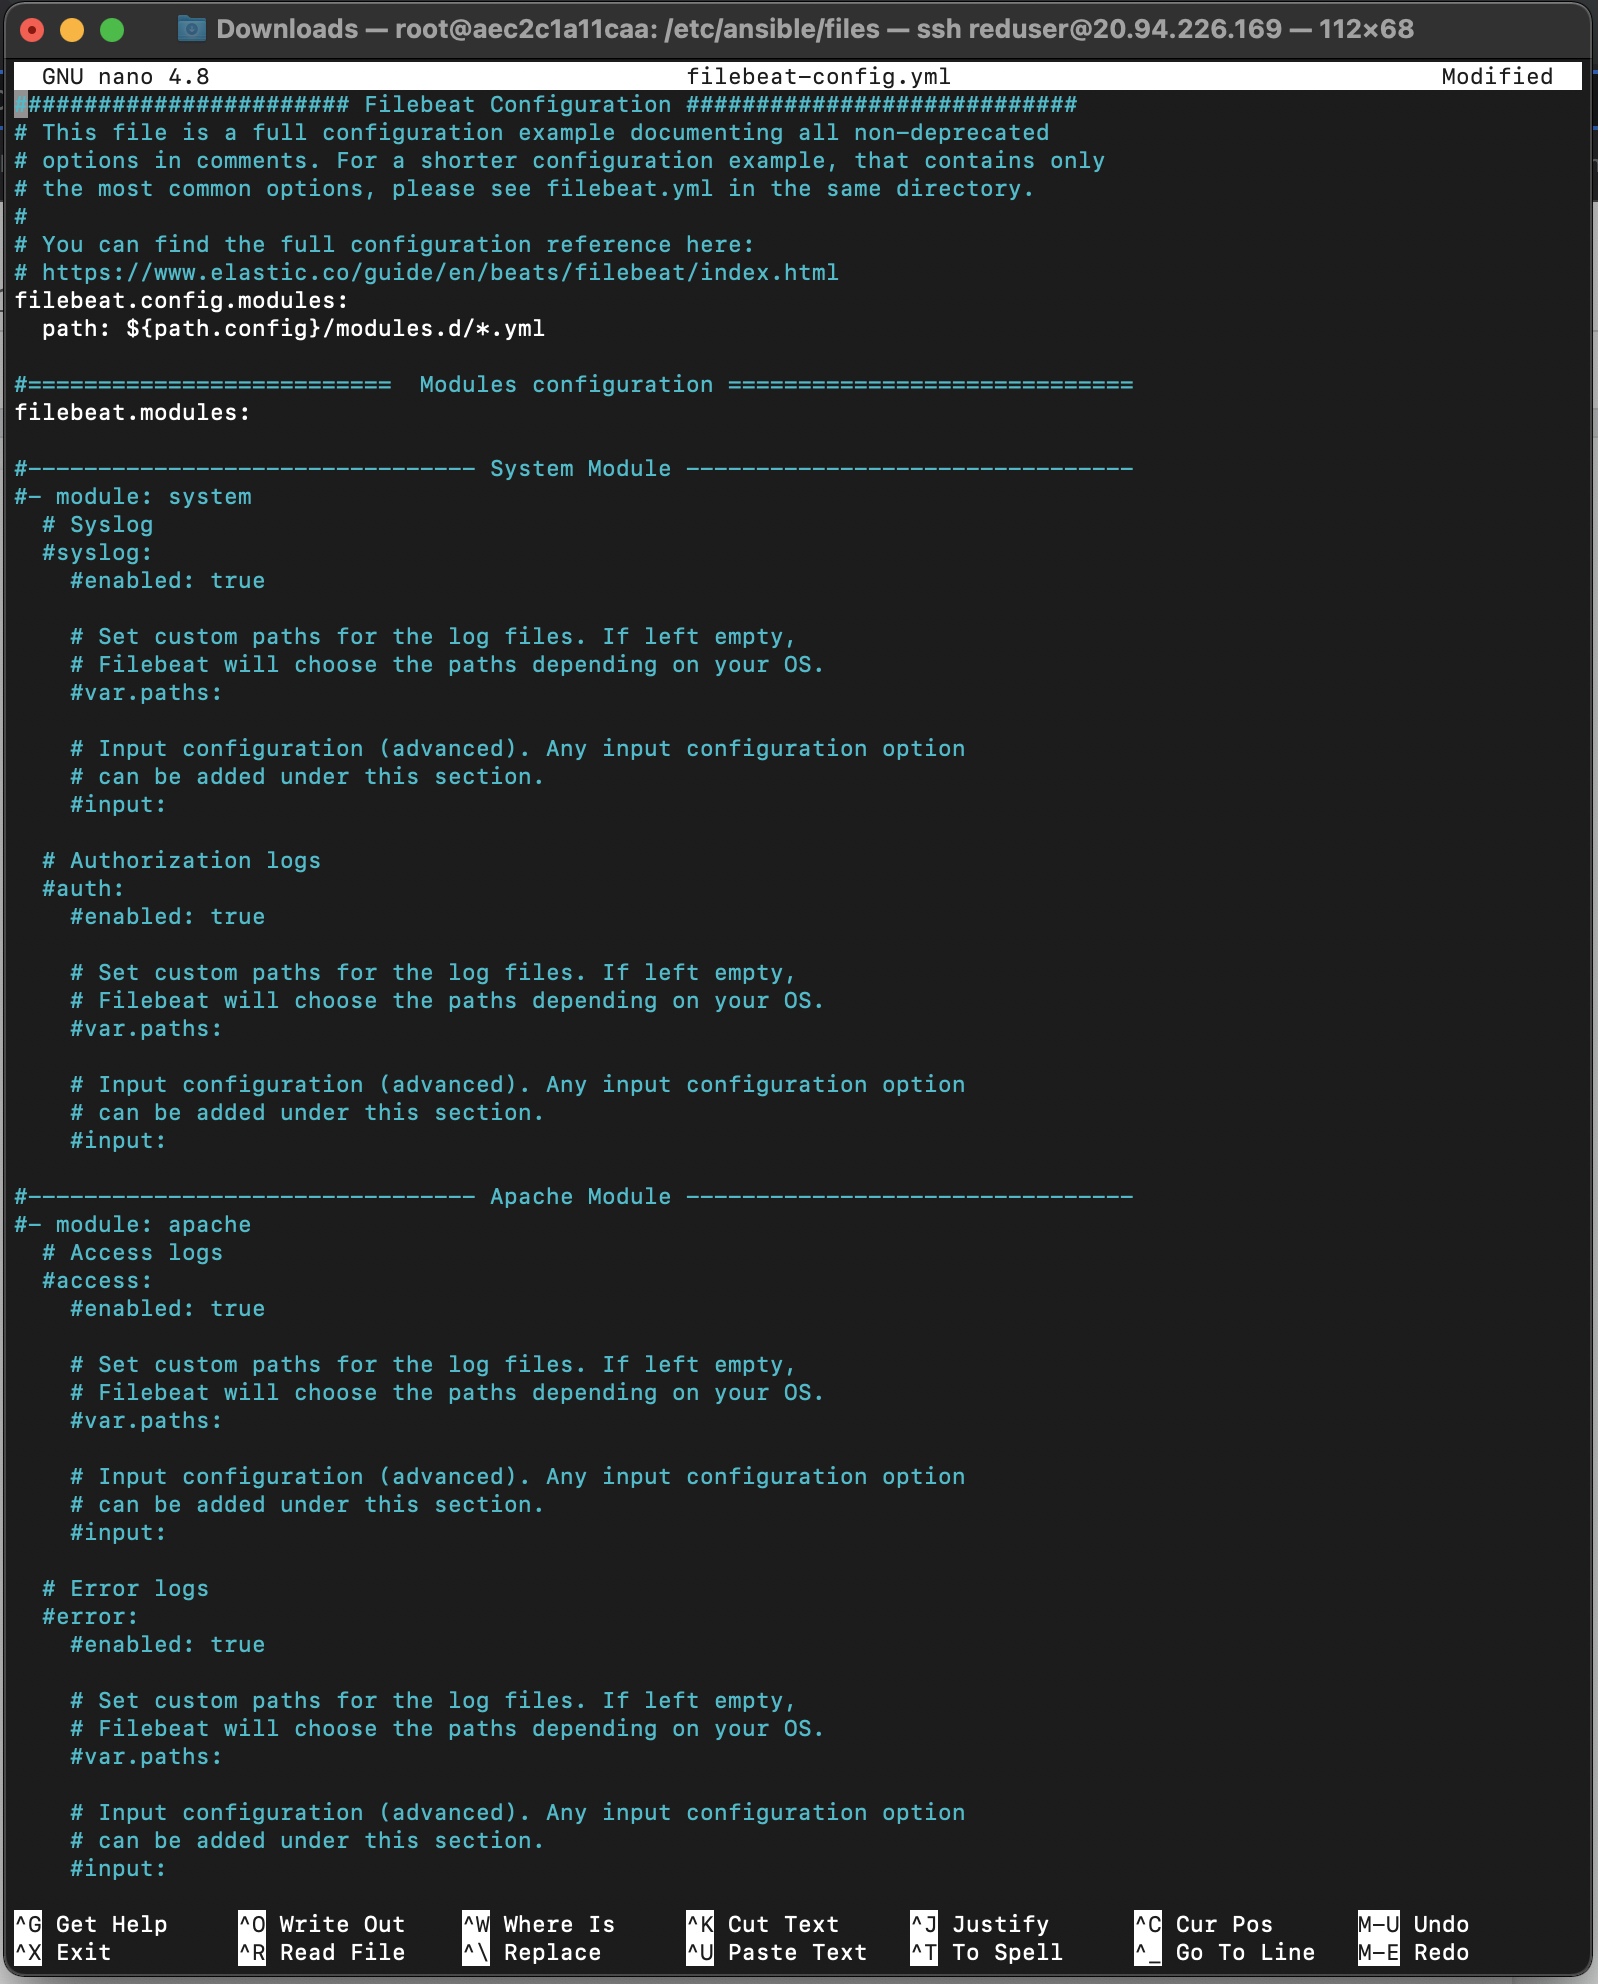 Downloads — root@aec2c1a11caa: /etc/ansible/files — ssh reduser@20.94.226.169 — 112×68
GNU nano 4.8 filebeat-config.yml Modified
######################## Filebeat Configuration ############################
# This file is a full configuration example documenting all non-deprecated
# options in comments. For a shorter configuration example, that contains only
# the most common options, please see filebeat.yml in the same directory.
#
# You can find the full configuration reference here:
# https://www.elastic.co/guide/en/beats/filebeat/index.html
filebeat.config.modules:
  path: ${path.config}/modules.d/*.yml

#==========================  Modules configuration =============================
filebeat.modules:

#-------------------------------- System Module --------------------------------
#- module: system
  # Syslog
  #syslog:
    #enabled: true

    # Set custom paths for the log files. If left empty,
    # Filebeat will choose the paths depending on your OS.
    #var.paths:

    # Input configuration (advanced). Any input configuration option
    # can be added under this section.
    #input:

  # Authorization logs
  #auth:
    #enabled: true

    # Set custom paths for the log files. If left empty,
    # Filebeat will choose the paths depending on your OS.
    #var.paths:

    # Input configuration (advanced). Any input configuration option
    # can be added under this section.
    #input:

#-------------------------------- Apache Module --------------------------------
#- module: apache
  # Access logs
  #access:
    #enabled: true

    # Set custom paths for the log files. If left empty,
    # Filebeat will choose the paths depending on your OS.
    #var.paths:

    # Input configuration (advanced). Any input configuration option
    # can be added under this section.
    #input:

  # Error logs
  #error:
    #enabled: true

    # Set custom paths for the log files. If left empty,
    # Filebeat will choose the paths depending on your OS.
    #var.paths:

    # Input configuration (advanced). Any input configuration option
    # can be added under this section.
    #input:

^G Get Help ^O Write Out ^W Where Is ^K Cut Text ^J Justify ^C Cur Pos M-U Undo
^X Exit ^R Read File ^\ Replace ^U Paste Text ^T To Spell ^_ Go To Line M-E Redo